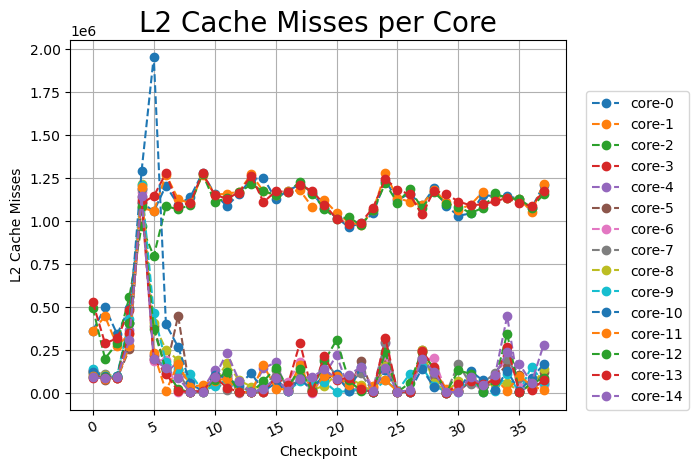 L2 Cache Misses per Core
1e6
2.00
1.75
1.50
1.25
1.00
0.75
0.50
0.25
0.00
L2 Cache Misses
0
5
10
15
20
25
30
35
Checkpoint
core-0
core-1
core-2
core-3
core-4
core-5
core-6
core-7
core-8
core-9
core-10
core-11
core-12
core-13
core-14